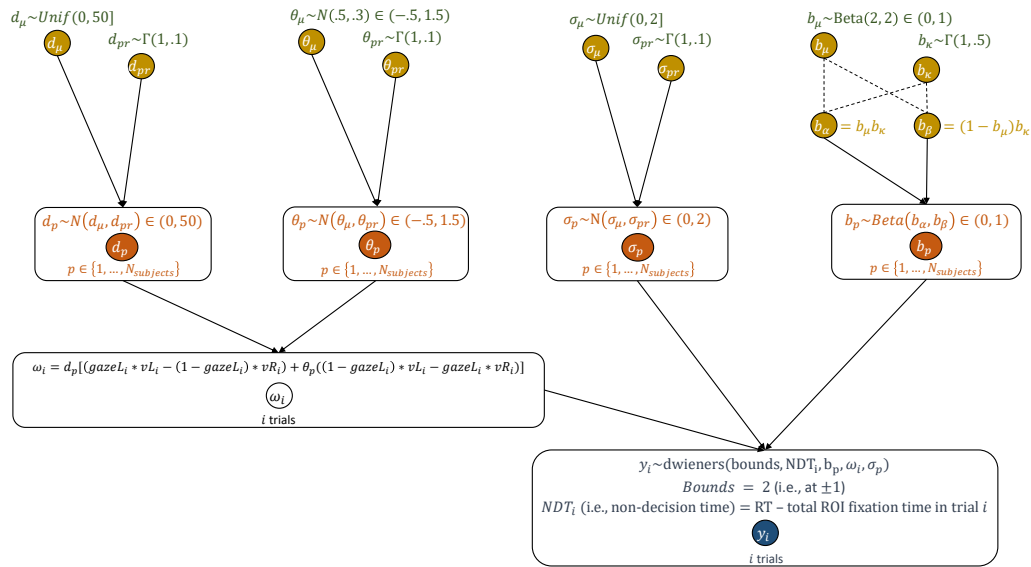 d_μ~Unif(0, 50]
d_pr~Γ(1, .1)
d_μ
d_pr
θ_μ~N(.5, .3) ∈ (−.5, 1.5)
θ_pr~Γ(1, .1)
θ_μ
θ_pr
σ_μ~Unif(0, 2]
σ_pr~Γ(1, .1)
σ_μ
σ_pr
b_μ~Beta(2, 2) ∈ (0, 1)
b_κ~Γ(1, .5)
b_μ
b_κ
b_α = b_μb_κ
b_β = (1 − b_μ)b_κ
d_p~N(d_μ, d_pr) ∈ (0, 50)
d_p
p ∈ {1, …, N_subjects}
θ_p~N(θ_μ, θ_pr) ∈ (−.5, 1.5)
θ_p
p ∈ {1, …, N_subjects}
σ_p~N(σ_μ, σ_pr) ∈ (0, 2)
σ_p
p ∈ {1, …, N_subjects}
b_p~Beta(b_α, b_β) ∈ (0, 1)
b_p
p ∈ {1, …, N_subjects}
ω_i = d_p[(gazeL_i * vL_i − (1 − gazeL_i) * vR_i) + θ_p((1 − gazeL_i) * vL_i − gazeL_i * vR_i)]
ω_i
i trials
y_i~dwieners(bounds, NDT_i, b_p, ω_i, σ_p)
Bounds = 2 (i.e., at ±1)
NDT_i (i.e., non-decision time) = RT – total ROI fixation time in trial i
y_i
i trials